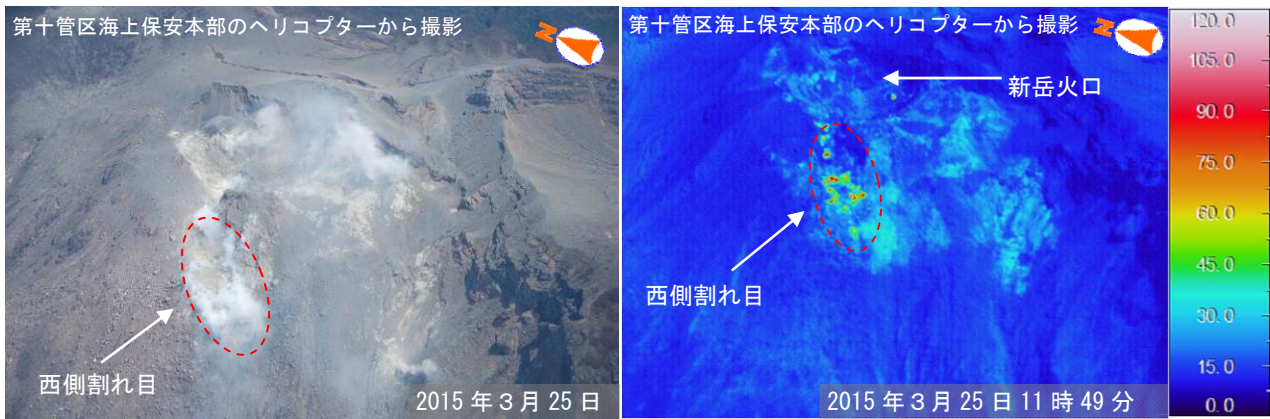 第十管区海上保安本部のヘリコプターから撮影
N
西側割れ目
2015年3月25日
第十管区海上保安本部のヘリコプターから撮影
N
新岳火口
西側割れ目
2015年3月25日11時49分
120.0
105.0
90.0
75.0
60.0
45.0
30.0
15.0
0.0